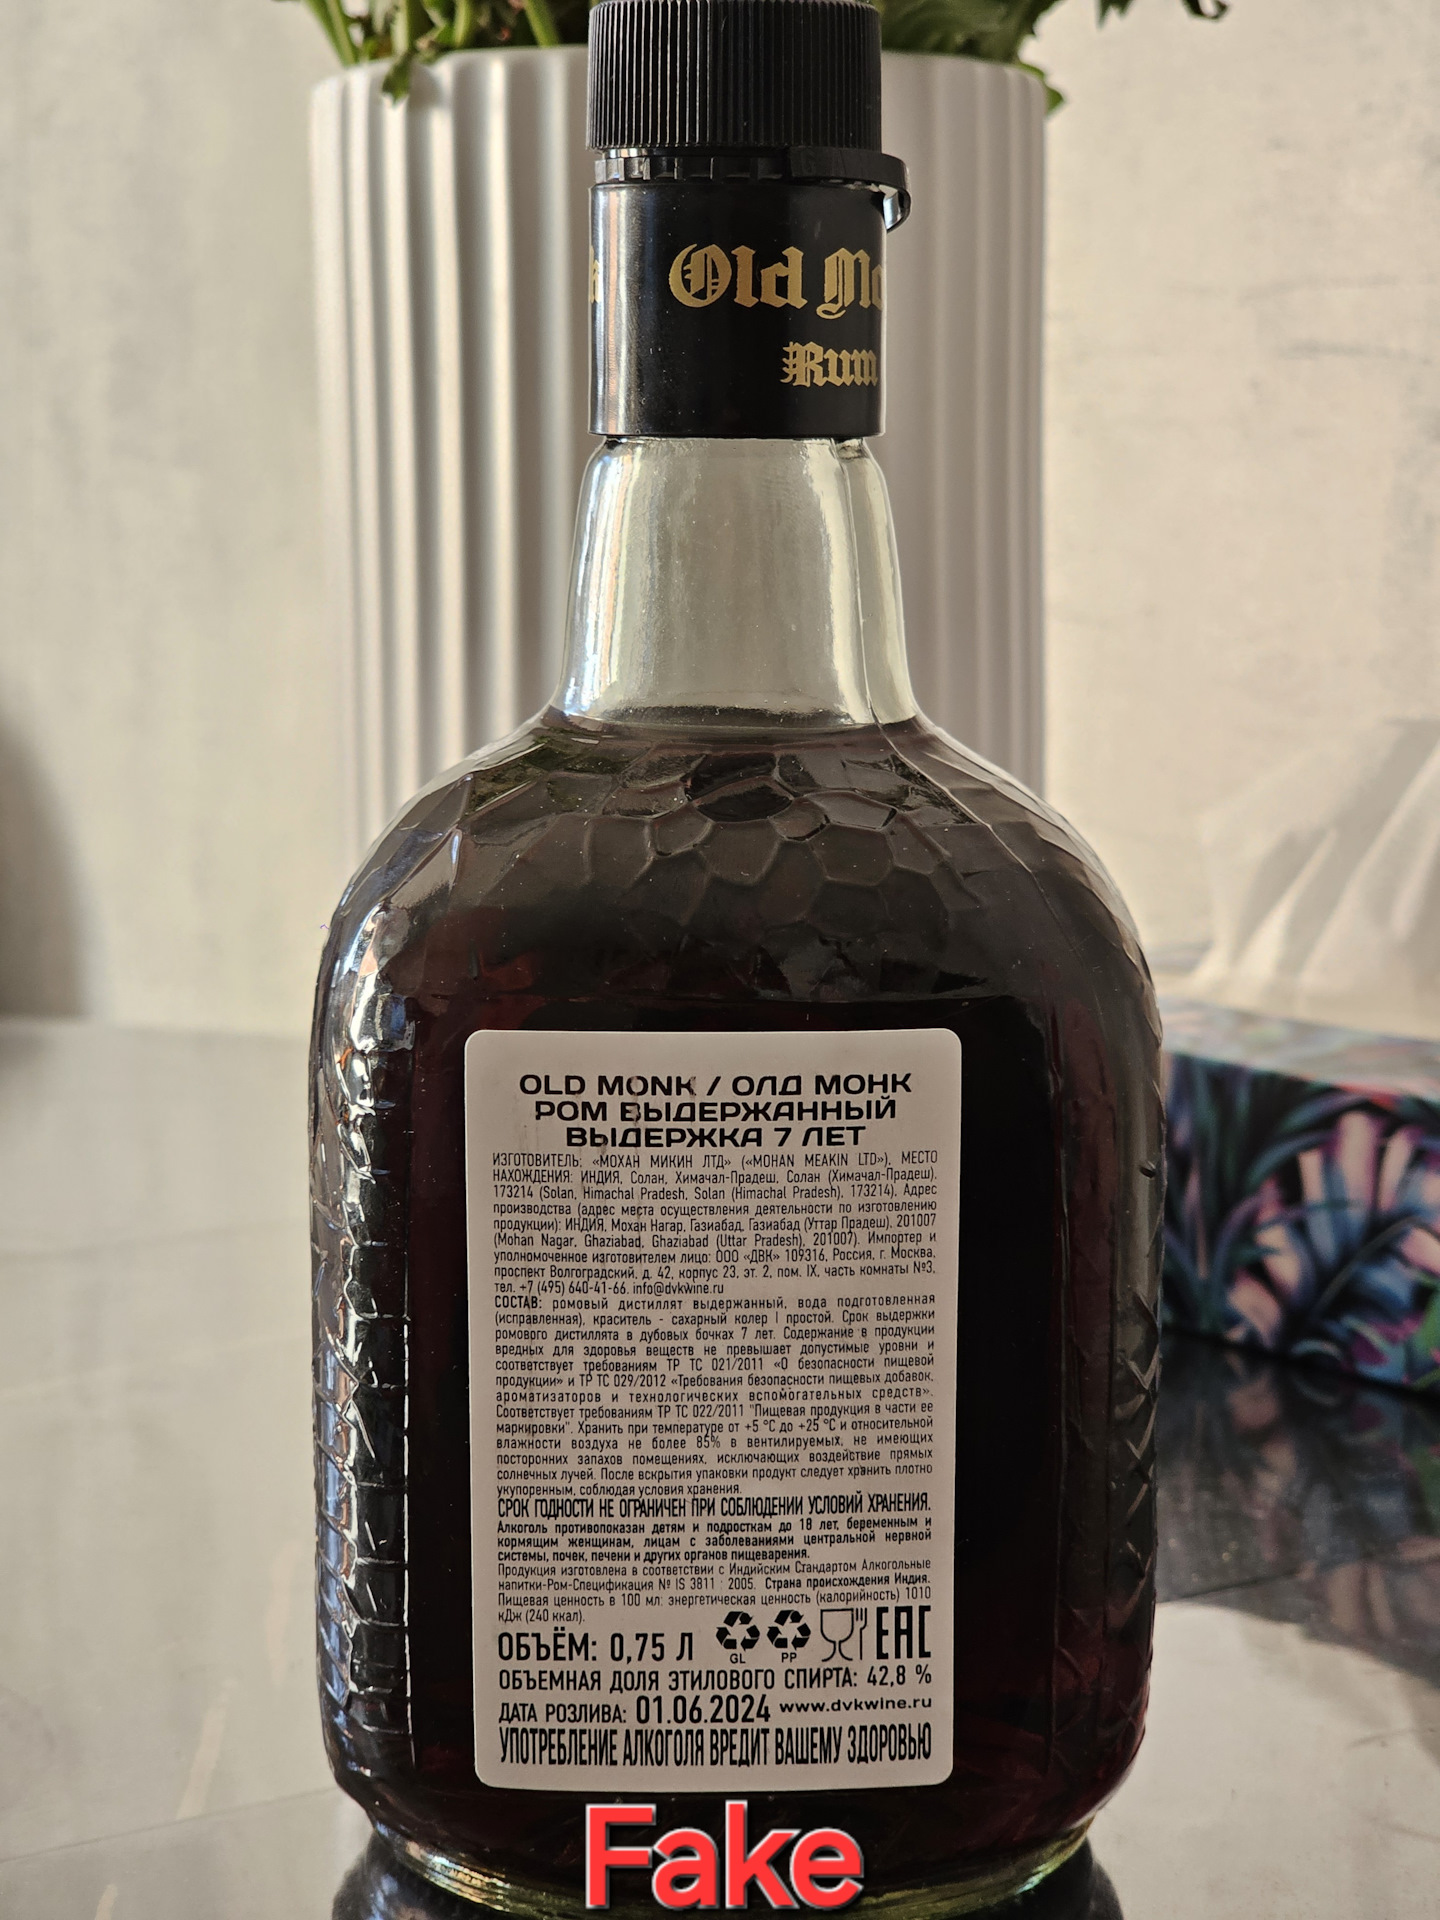 Old Mo
Rum
OLD MONK / ОЛД МОНК
РОМ ВЫДЕРЖАННЫЙ
ВЫДЕРЖКА 7 ЛЕТ
ИЗГОТОВИТЕЛЬ: «МОХАН МИКИН ЛТД» («MOHAN MEAKIN LTD»), МЕСТО
НАХОЖДЕНИЯ: ИНДИЯ, Солан, Химачал-Прадеш, Солан (Химачал-Прадеш),
173214 (Solan, Himachal Pradesh, Solan (Himachal Pradesh), 173214), Адрес
производства (адрес места осуществления деятельности по изготовлению
продукции): ИНДИЯ, Мохан Нагар, Газиабад, Газиабад (Уттар Прадеш), 201007
(Mohan Nagar, Ghaziabad, Ghaziabad (Uttar Pradesh), 201007). Импортер и
уполномоченное изготовителем лицо: ООО «ДВК» 109316, Россия, г. Москва,
проспект Волгоградский, д. 42, корпус 23, эт. 2, пом. IX, часть комнаты №3,
тел. +7 (495) 640-41-66. info@dvkwine.ru
СОСТАВ: ромовый дистиллят выдержанный, вода подготовленная
(исправленная), краситель - сахарный колер I простой. Срок выдержки
ромового дистиллята в дубовых бочках 7 лет. Содержание в продукции
вредных для здоровья веществ не превышает допустимые уровни и
соответствует требованиям ТР ТС 021/2011 «О безопасности пищевой
продукции» и ТР ТС 029/2012 «Требования безопасности пищевых добавок,
ароматизаторов и технологических вспомогательных средств».
Соответствует требованиям ТР ТС 022/2011 "Пищевая продукция в части ее
маркировки". Хранить при температуре от +5 °С до +25 °С и относительной
влажности воздуха не более 85% в вентилируемых, не имеющих
посторонних запахов помещениях, исключающих воздействие прямых
солнечных лучей. После вскрытия упаковки продукт следует хранить плотно
укупоренным, соблюдая условия хранения.
СРОК ГОДНОСТИ НЕ ОГРАНИЧЕН ПРИ СОБЛЮДЕНИИ УСЛОВИЙ ХРАНЕНИЯ.
Алкоголь противопоказан детям и подросткам до 18 лет, беременным и
кормящим женщинам, лицам с заболеваниями центральной нервной
системы, почек, печени и других органов пищеварения.
Продукция изготовлена в соответствии с Индийским Стандартом Алкогольные
напитки-Ром-Спецификация № IS 3811 : 2005. Страна происхождения Индия.
Пищевая ценность в 100 мл: энергетическая ценность (калорийность) 1010
кДж (240 ккал).
ОБЪЁМ: 0,75 Л GL PP EAC
ОБЪЕМНАЯ ДОЛЯ ЭТИЛОВОГО СПИРТА: 42,8 %
ДАТА РОЗЛИВА: 01.06.2024 www.dvkwine.ru
УПОТРЕБЛЕНИЕ АЛКОГОЛЯ ВРЕДИТ ВАШЕМУ ЗДОРОВЬЮ
Fake